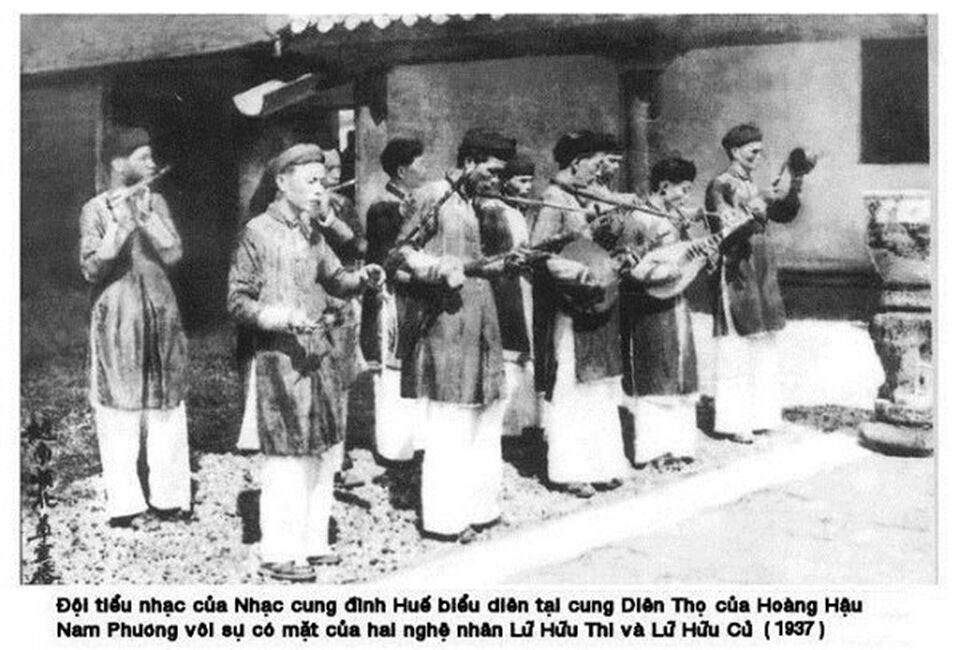 Đội tiểu nhạc của Nhạc cung đình Huế biểu diên tại cung Diên Thọ của Hoàng Hậu
Nam Phương vôi sự có mặt của hai nghệ nhân Lữ Hữu Thi và Lữ Hữu Củ (1937)